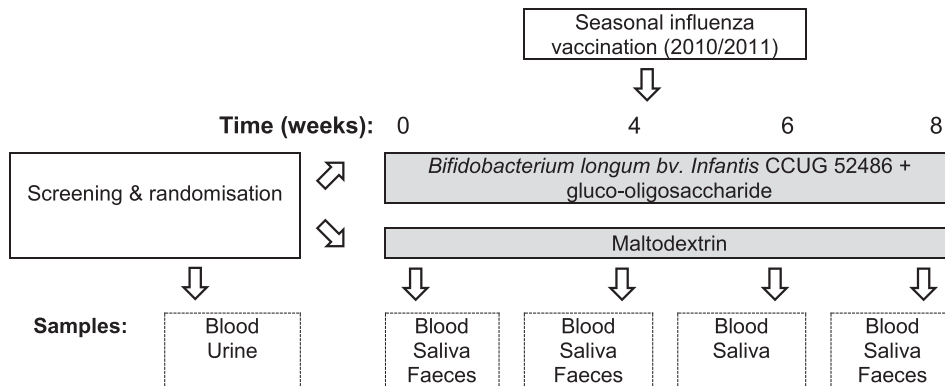 Seasonal influenza
vaccination (2010/2011)
Time (weeks): 0 4 6 8
Screening & randomisation
Bifidobacterium longum bv. Infantis CCUG 52486 +
gluco-oligosaccharide
Maltodextrin
Samples:
Blood
Urine
Blood
Saliva
Faeces
Blood
Saliva
Faeces
Blood
Saliva
Blood
Saliva
Faeces